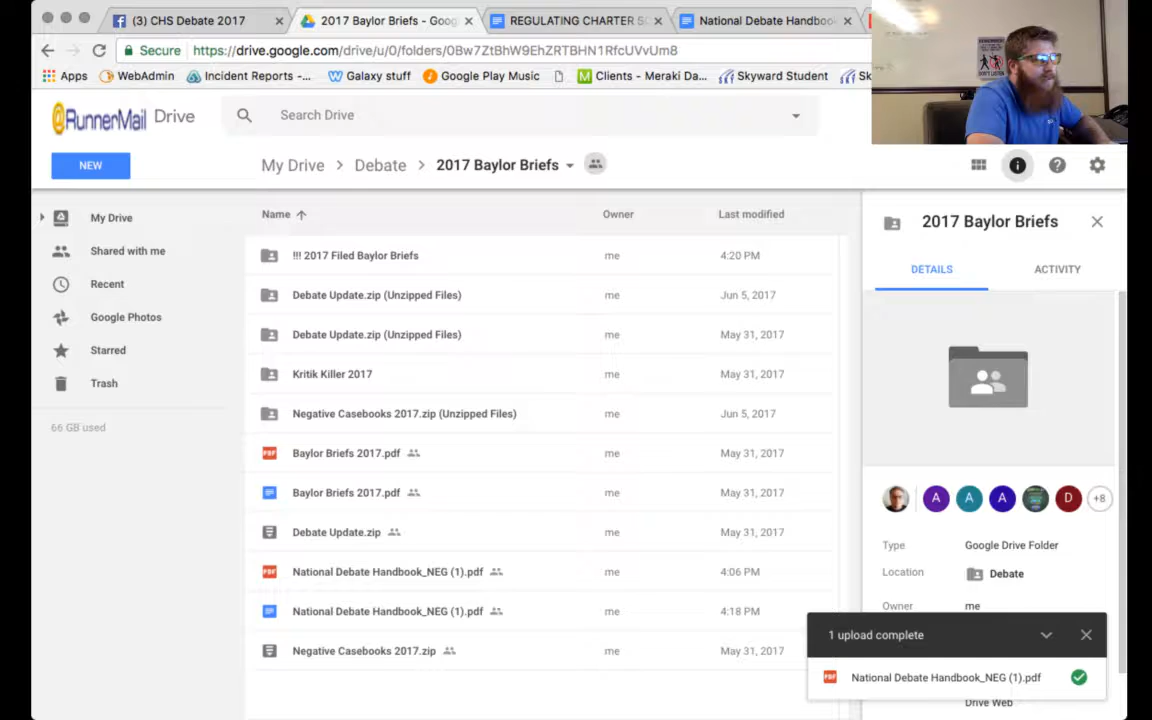 (3) CHS Debate 2017
2017 Baylor Briefs - Goog
REGULATING CHARTER S
National Debate Handbo
Secure https://drive.google.com/drive/u/0/folders/0Bw7ZtBhW9EhZRTBHN1RfcUVvUm8
Apps WebAdmin Incident Reports -... Galaxy stuff Google Play Music Clients - Meraki Da... Skyward Student Sk
@RunnerMail Drive
Search Drive
NEW
My Drive > Debate > 2017 Baylor Briefs
My Drive
Shared with me
Recent
Google Photos
Starred
Trash
66 GB used
Name Owner Last modified
!!! 2017 Filed Baylor Briefs me 4:20 PM
Debate Update.zip (Unzipped Files) me Jun 5, 2017
Debate Update.zip (Unzipped Files) me May 31, 2017
Kritik Killer 2017 me May 31, 2017
Negative Casebooks 2017.zip (Unzipped Files) me Jun 5, 2017
PDF Baylor Briefs 2017.pdf me May 31, 2017
Baylor Briefs 2017.pdf me May 31, 2017
Debate Update.zip me May 31, 2017
PDF National Debate Handbook_NEG (1).pdf me 4:06 PM
National Debate Handbook_NEG (1).pdf me 4:18 PM
Negative Casebooks 2017.zip me May 31, 2017
2017 Baylor Briefs
DETAILS ACTIVITY
A A A D +8
Type Google Drive Folder
Location Debate
Owner me
1 upload complete
PDF National Debate Handbook_NEG (1).pdf
Drive Web